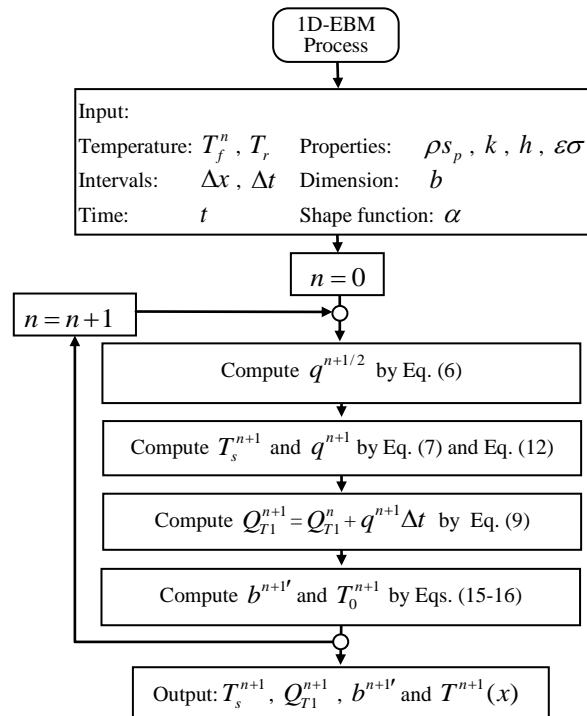 1D-EBM
Process
Input:
Temperature: T_f^n , T_r Properties: ρs_p , k , h , εσ
Intervals: Δx , Δt Dimension: b
Time: t Shape function: α
n = 0
n = n+1
Compute q^{n+1/2} by Eq. (6)
Compute T_s^{n+1} and q^{n+1} by Eq. (7) and Eq. (12)
Compute Q_{T1}^{n+1} = Q_{T1}^n + q^{n+1}Δt by Eq. (9)
Compute b^{n+1}′ and T_0^{n+1} by Eqs. (15-16)
Output: T_s^{n+1} , Q_{T1}^{n+1} , b^{n+1}′ and T^{n+1}(x)